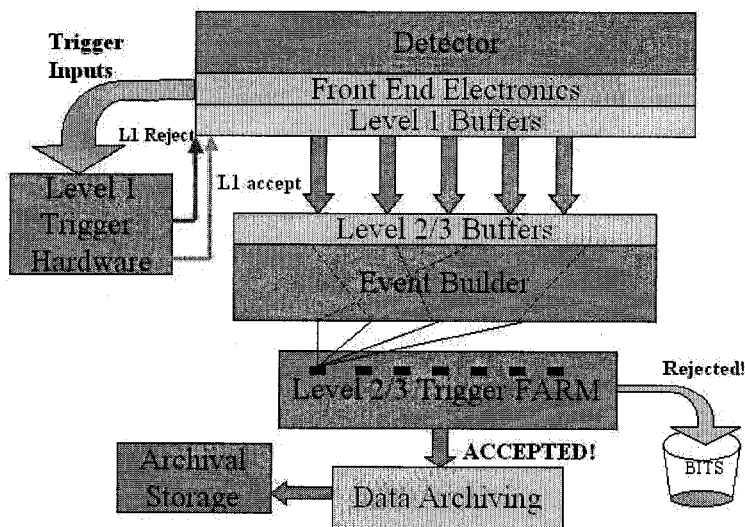 Trigger
Inputs
Detector
Front End Electronics
Level 1 Buffers
L1 Reject
L1 accept
Level 1
Trigger
Hardware
Level 2/3 Buffers
Event Builder
Level 2/3 Trigger FARM
Rejected!
ACCEPTED!
BITS
Archival
Storage
Data Archiving